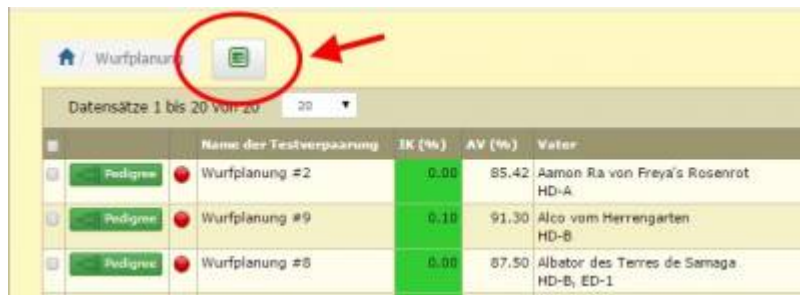 / Wurfplanung
Datensätze 1 bis 20 von 20 20
Name der Testverpaarung IK (%) AV (%) Vater
Pedigree Wurfplanung #2 0.00 85.42 Aamon Ra von Freya's Rosenrot
HD-A
Pedigree Wurfplanung #9 0.10 91.30 Alco vom Herrengarten
HD-B
Pedigree Wurfplanung #8 0.00 87.50 Albator des Terres de Samaga
HD-B, ED-1